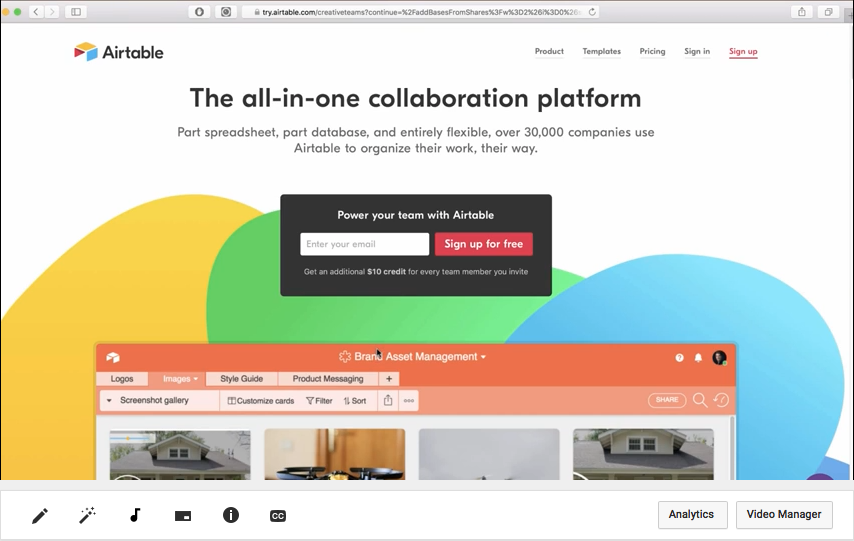 try.airtable.com/creativeteams?continue=%2FaddBasesFromShares%3Fw%3D2%26i%3D0%26
Airtable
Product Templates Pricing Sign in Sign up
The all-in-one collaboration platform
Part spreadsheet, part database, and entirely flexible, over 30,000 companies use
Airtable to organize their work, their way.
Power your team with Airtable
Enter your email Sign up for free
Get an additional $10 credit for every team member you invite
Brand Asset Management
Logos Images Style Guide Product Messaging +
Screenshot gallery Customize cards Filter Sort SHARE
CC
Analytics Video Manager